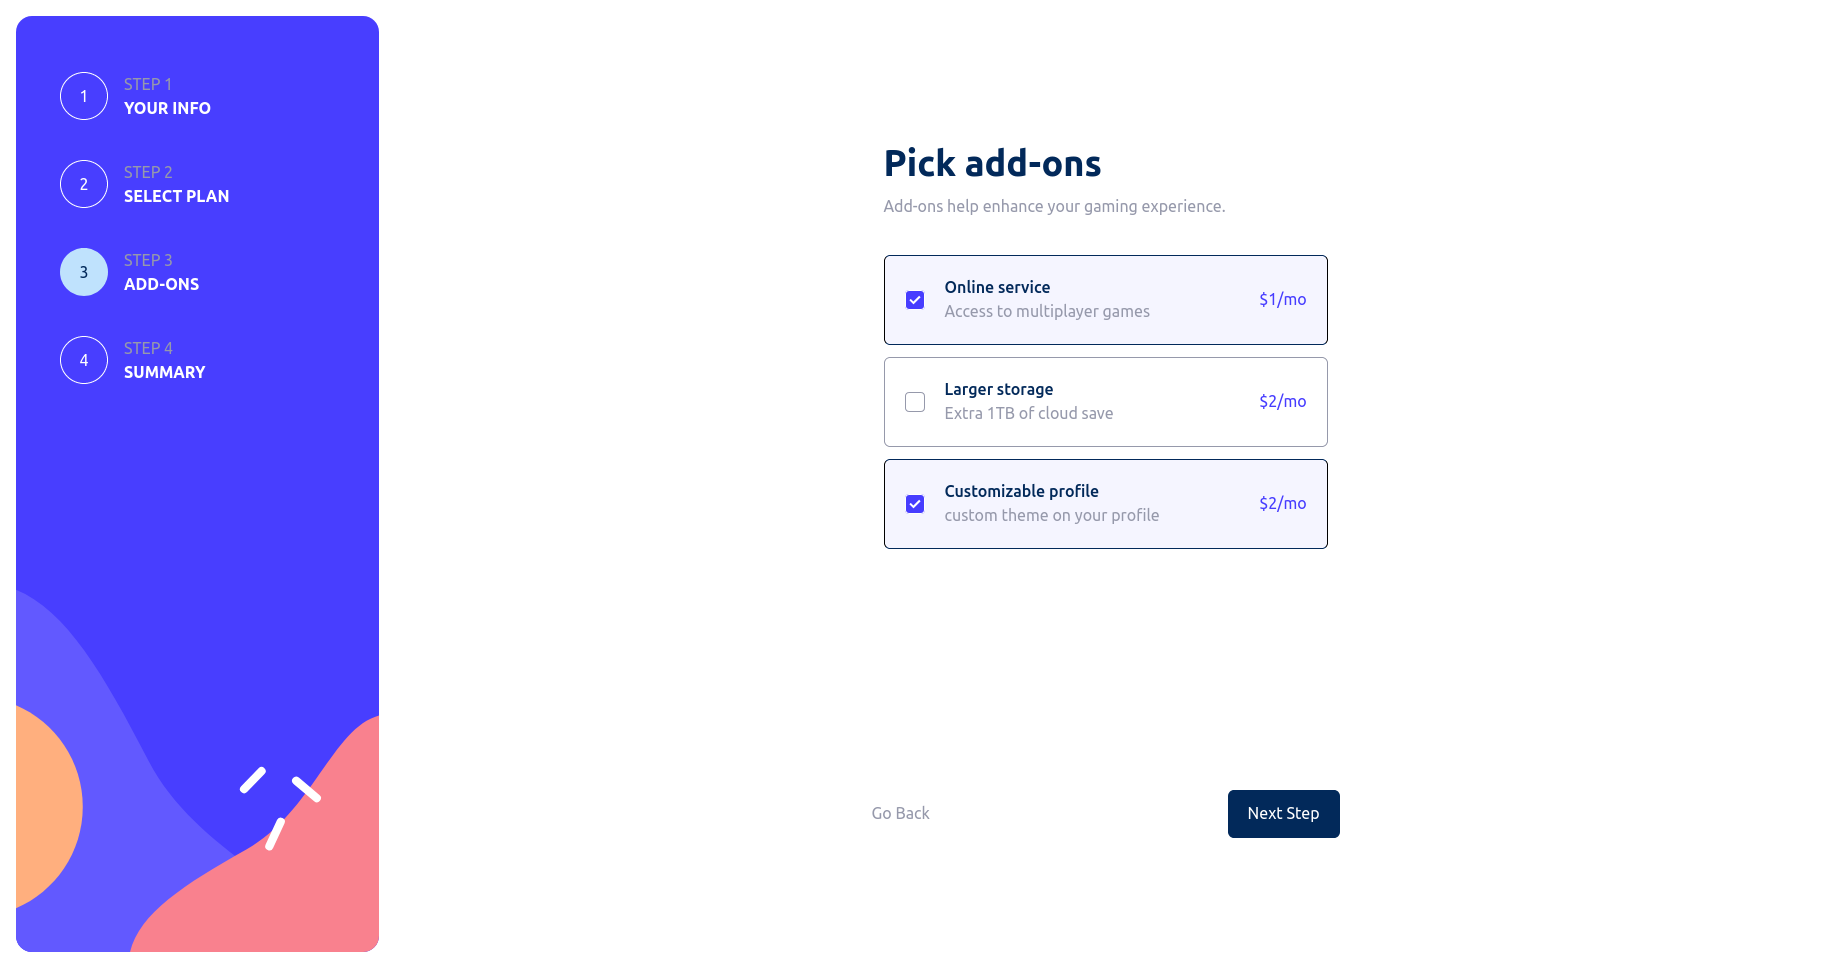 1
STEP 1
YOUR INFO
2
STEP 2
SELECT PLAN
3
STEP 3
ADD-ONS
4
STEP 4
SUMMARY
Pick add-ons
Add-ons help enhance your gaming experience.
Online service
Access to multiplayer games
$1/mo
Larger storage
Extra 1TB of cloud save
$2/mo
Customizable profile
custom theme on your profile
$2/mo
Go Back
Next Step